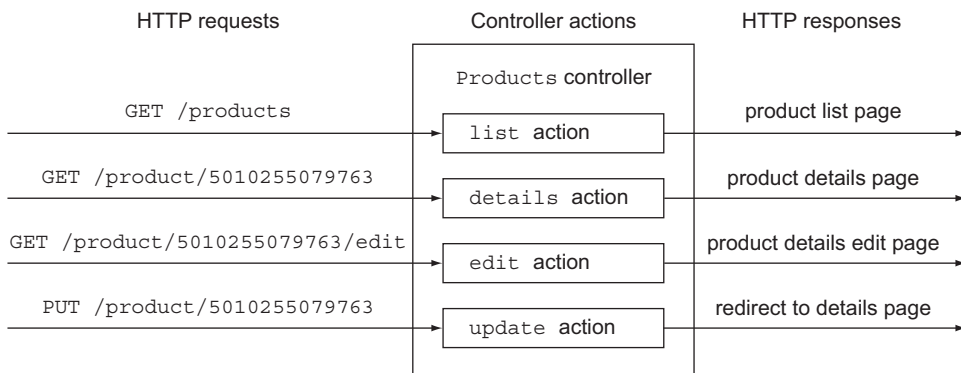 HTTP requests Controller actions HTTP responses
Products controller
GET /products list action product list page
GET /product/5010255079763 details action product details page
GET /product/5010255079763/edit edit action product details edit page
PUT /product/5010255079763 update action redirect to details page